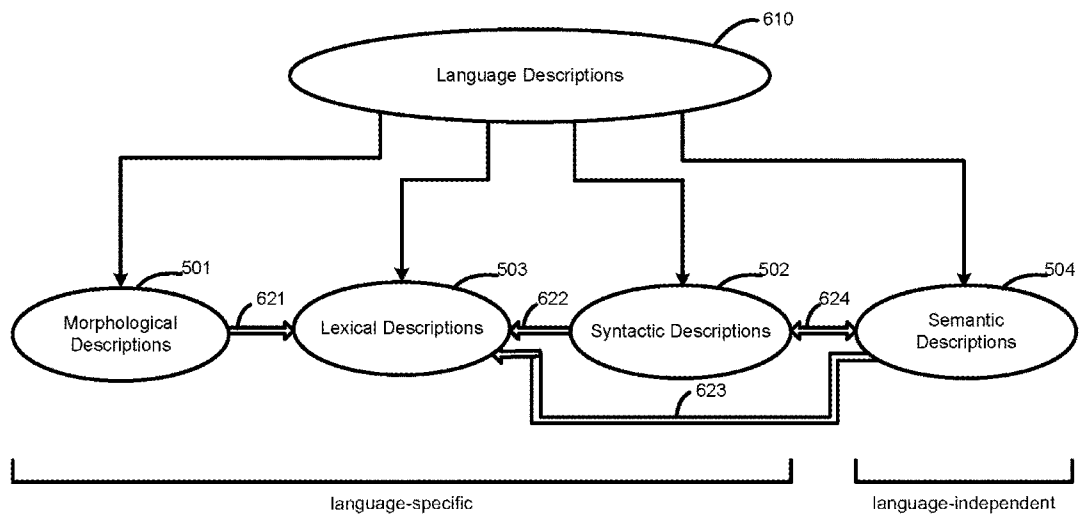 610
Language Descriptions
501
503
502
504
621
622
624
Morphological
Descriptions
Lexical Descriptions
Syntactic Descriptions
Semantic
Descriptions
623
language-specific
language-independent